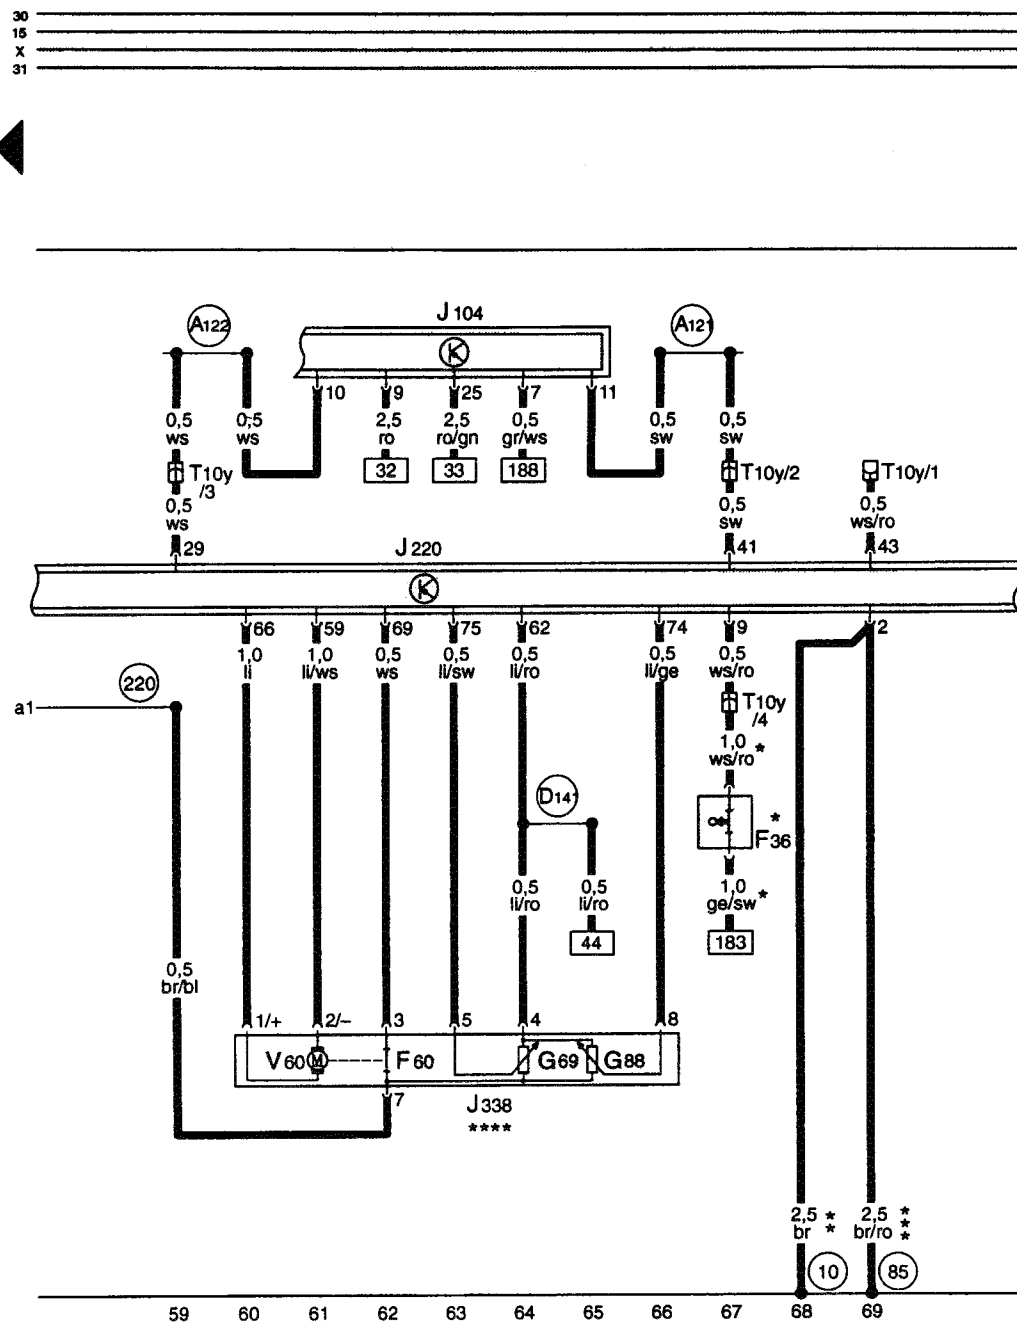 30
15
X
31
J 104
A122
A121
10
9
25
7
11
0,5
ws
0,5
ws
2,5
ro
2,5
ro/gn
0,5
gr/ws
0,5
sw
0,5
sw
32
33
188
T10y
/3
T10y/2
T10y/1
0,5
ws
0,5
sw
0,5
ws/ro
29
J 220
41
43
66
59
69
75
62
74
9
2
1,0
li
1,0
li/ws
0,5
ws
0,5
li/sw
0,5
li/ro
0,5
li/ge
0,5
ws/ro
220
a1
T10y
/4
1,0
ws/ro *
D141
*
F36
0,5
li/ro
0,5
li/ro
1,0
ge/sw *
44
183
0,5
br/bl
1/+
2/–
3
5
4
8
V60
M
F60
G69
G88
7
J338
****
2,5
br
**
2,5
br/ro
***
10
85
59
60
61
62
63
64
65
66
67
68
69